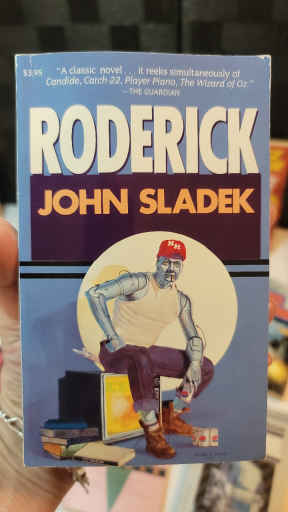 $3.95
"A classic novel . . . it reeks simultaneously of
Candide, Catch 22, Player Piano, The Wizard of Oz."
— THE GUARDIAN
RODERICK
JOHN SLADEK